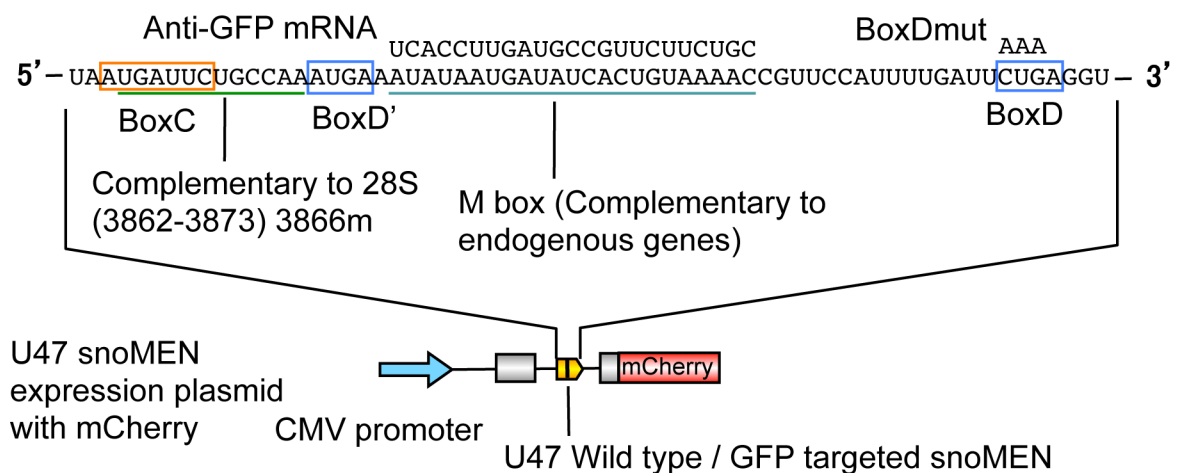 Anti-GFP mRNA
UCACCUUGAUGCCGUUCUUCUGC
BoxDmut
AAA
5’– UAAUGAUUCUGCCAAAUGAAAUAUAAUGAUAUCACUGUAAAACCGUUCCAUUUUGAUUCUGAGGU – 3’
BoxC
BoxD’
BoxD
Complementary to 28S
(3862-3873) 3866m
M box (Complementary to
endogenous genes)
U47 snoMEN
expression plasmid
with mCherry
mCherry
CMV promoter
U47 Wild type / GFP targeted snoMEN